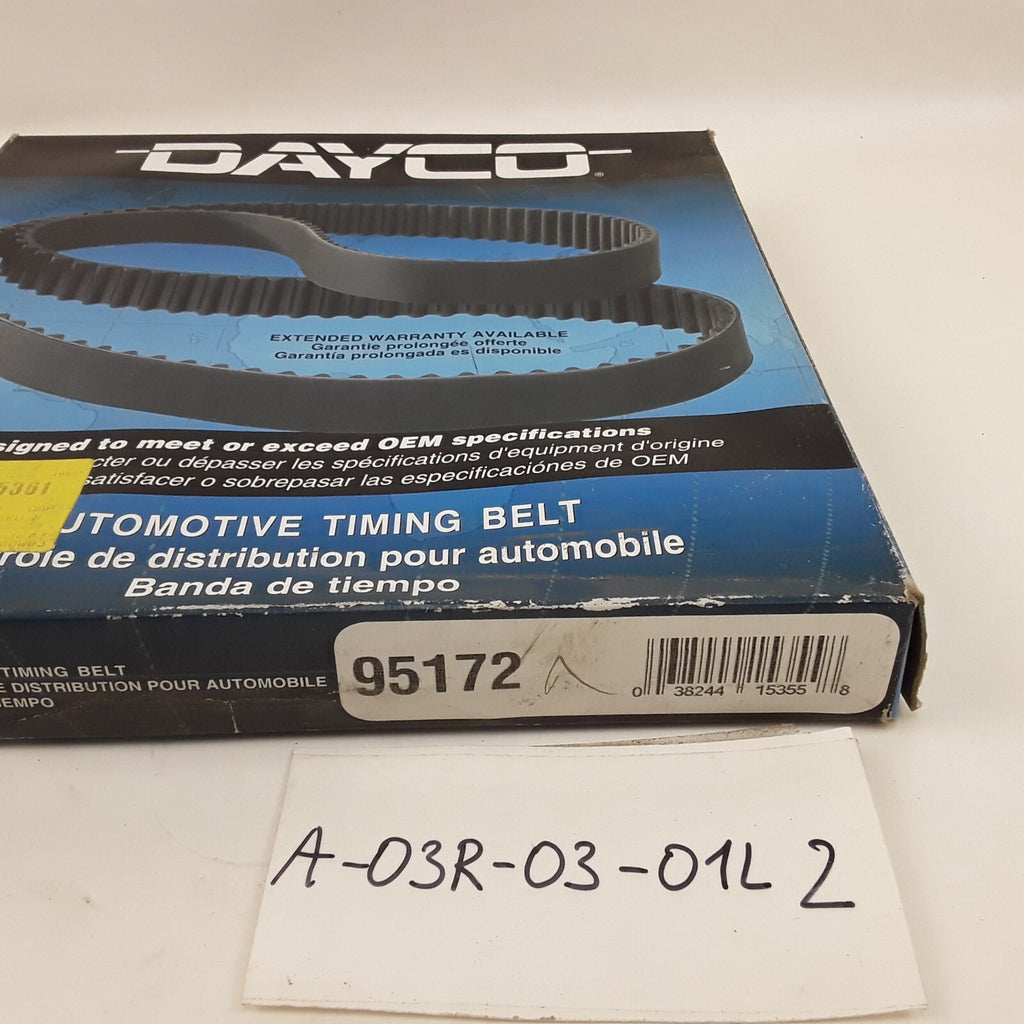 DAYCO
EXTENDED WARRANTY AVAILABLE
Garantie prolongée offerte
Garantía prolongada es disponible
signed to meet or exceed OEM specifications
cter ou dépasser les spécifications d'equipment d'origine
satisfacer o sobrepasar las especificaciónes de OEM
5361
UTOMOTIVE TIMING BELT
roie de distribution pour automobile
Banda de tiempo
TIMING BELT
E DISTRIBUTION POUR AUTOMOBILE
IEMPO
95172
0 38244 15355 8
A-03R-03-01L 2